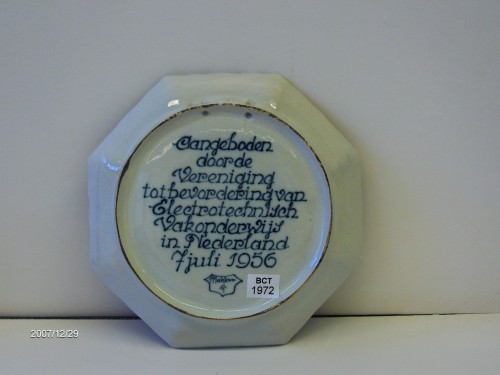 Aangeboden
door de
Vereniging
tot bevordering van
Electrotechnisch
Vakonderwijs
in Nederland
7 juli 1956
BCT
1972
2007/12/29